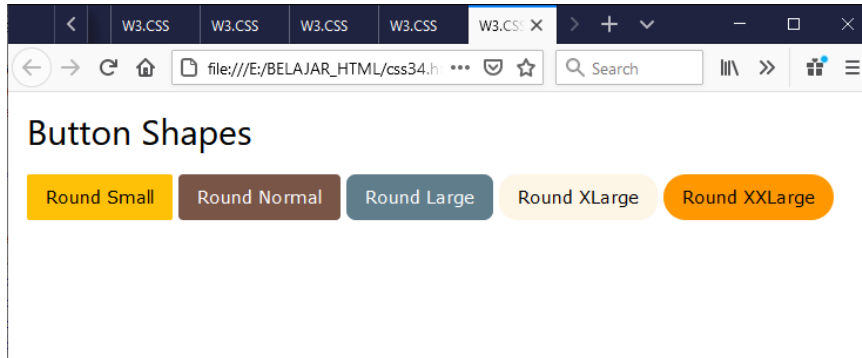 W3.CSS W3.CSS W3.CSS W3.CSS W3.CSS
file:///E:/BELAJAR_HTML/css34.h Search
Button Shapes
Round Small Round Normal Round Large Round XLarge Round XXLarge